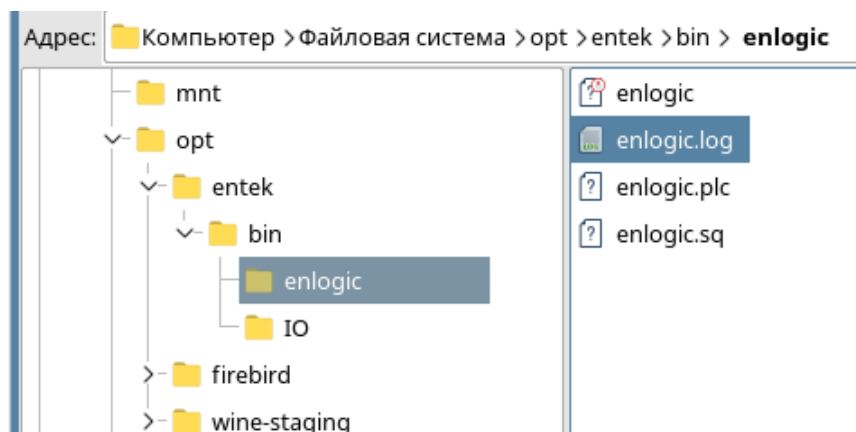 Адрес: Компьютер > Файловая система > opt > entek > bin > enlogic
mnt
opt
entek
bin
enlogic
IO
firebird
wine-staging
enlogic
enlogic.log
enlogic.plc
enlogic.sq